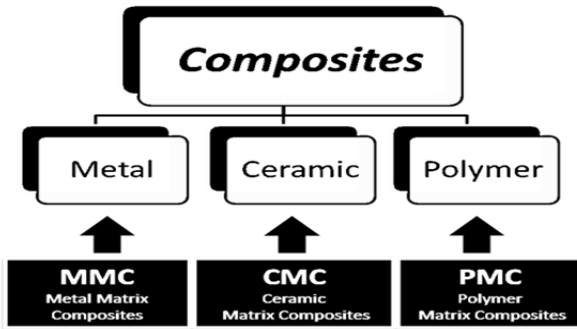 Composites
Metal
Ceramic
Polymer
MMC
Metal Matrix
Composites
CMC
Ceramic
Matrix Composites
PMC
Polymer
Matrix Composites